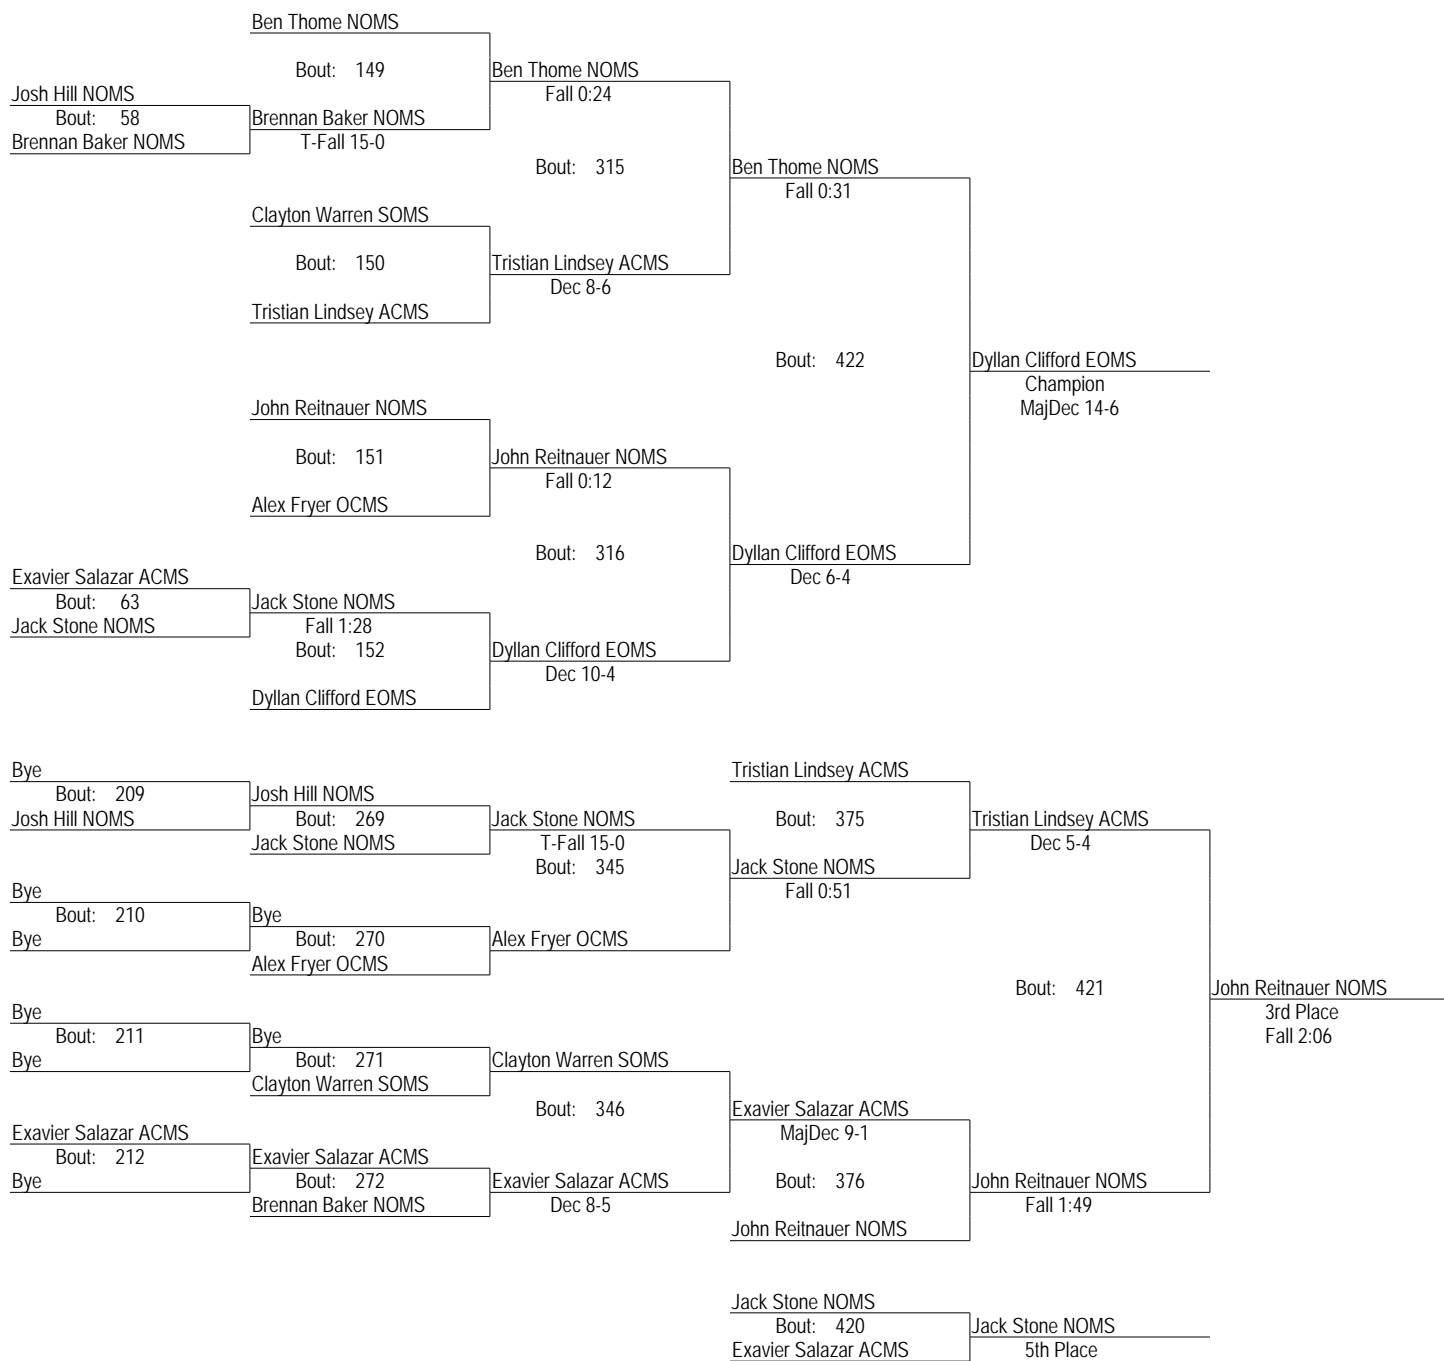 Ben Thome NOMS
Bout: 149
Ben Thome NOMS
Josh Hill NOMS
Fall 0:24
Bout: 58
Brennan Baker NOMS
Brennan Baker NOMS
T-Fall 15-0
Bout: 315
Ben Thome NOMS
Fall 0:31
Clayton Warren SOMS
Bout: 150
Tristian Lindsey ACMS
Dec 8-6
Tristian Lindsey ACMS
Bout: 422
Dyllan Clifford EOMS
Champion
MajDec 14-6
John Reitnauer NOMS
Bout: 151
John Reitnauer NOMS
Fall 0:12
Alex Fryer OCMS
Bout: 316
Dyllan Clifford EOMS
Dec 6-4
Exavier Salazar ACMS
Bout: 63
Jack Stone NOMS
Jack Stone NOMS
Fall 1:28
Bout: 152
Dyllan Clifford EOMS
Dec 10-4
Dyllan Clifford EOMS
Bye
Tristian Lindsey ACMS
Bout: 209
Josh Hill NOMS
Josh Hill NOMS
Bout: 269
Jack Stone NOMS
Bout: 375
Tristian Lindsey ACMS
Jack Stone NOMS
T-Fall 15-0
Dec 5-4
Bout: 345
Jack Stone NOMS
Fall 0:51
Bye
Bout: 210
Bye
Bye
Bout: 270
Alex Fryer OCMS
Alex Fryer OCMS
Bout: 421
John Reitnauer NOMS
3rd Place
Fall 2:06
Bye
Bout: 211
Bye
Bye
Bout: 271
Clayton Warren SOMS
Clayton Warren SOMS
Bout: 346
Exavier Salazar ACMS
MajDec 9-1
Exavier Salazar ACMS
Bout: 212
Exavier Salazar ACMS
Bye
Bout: 272
Exavier Salazar ACMS
Bout: 376
John Reitnauer NOMS
Brennan Baker NOMS
Dec 8-5
Fall 1:49
John Reitnauer NOMS
Jack Stone NOMS
Bout: 420
Jack Stone NOMS
Exavier Salazar ACMS
5th Place